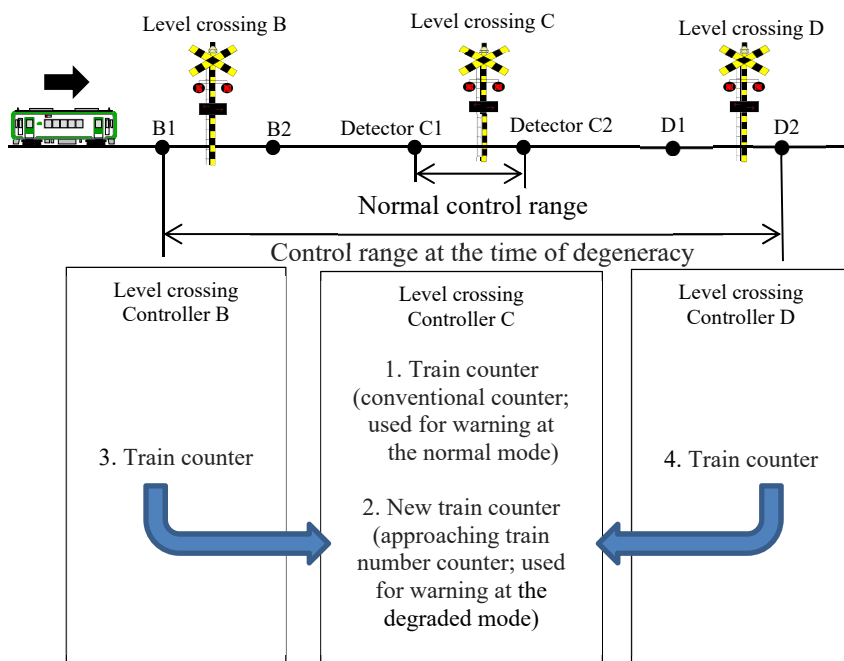 Level crossing B
Level crossing C
Level crossing D
B1
B2
Detector C1
Detector C2
D1
D2
Normal control range
Control range at the time of degeneracy
Level crossing
Controller B
3. Train counter
Level crossing
Controller C
1. Train counter
(conventional counter;
used for warning at
the normal mode)
2. New train counter
(approaching train
number counter; used
for warning at the
degraded mode)
Level crossing
Controller D
4. Train counter